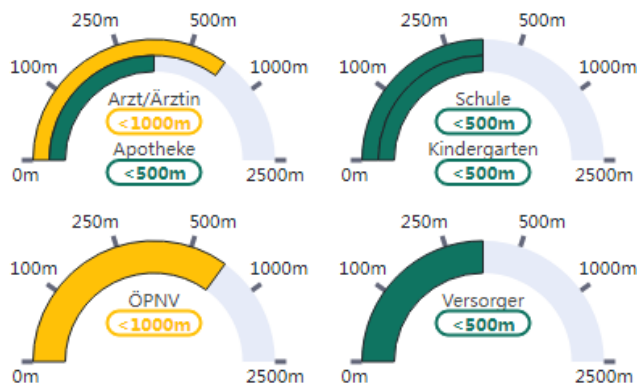 250m 500m
100m 1000m
Arzt/Ärztin
<1000m
Apotheke
<500m
0m 2500m
250m 500m
100m 1000m
Schule
<500m
Kindergarten
<500m
0m 2500m
250m 500m
100m 1000m
ÖPNV
<1000m
0m 2500m
250m 500m
100m 1000m
Versorger
<500m
0m 2500m